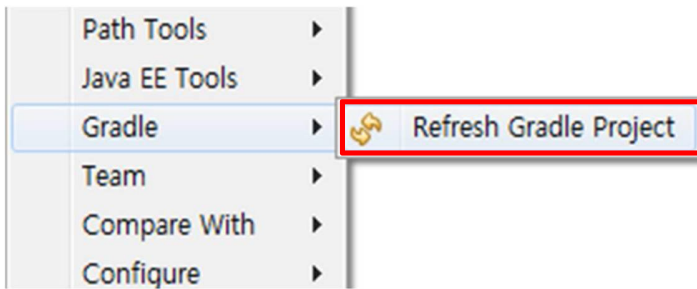 Path Tools
Java EE Tools
Gradle
Refresh Gradle Project
Team
Compare With
Configure